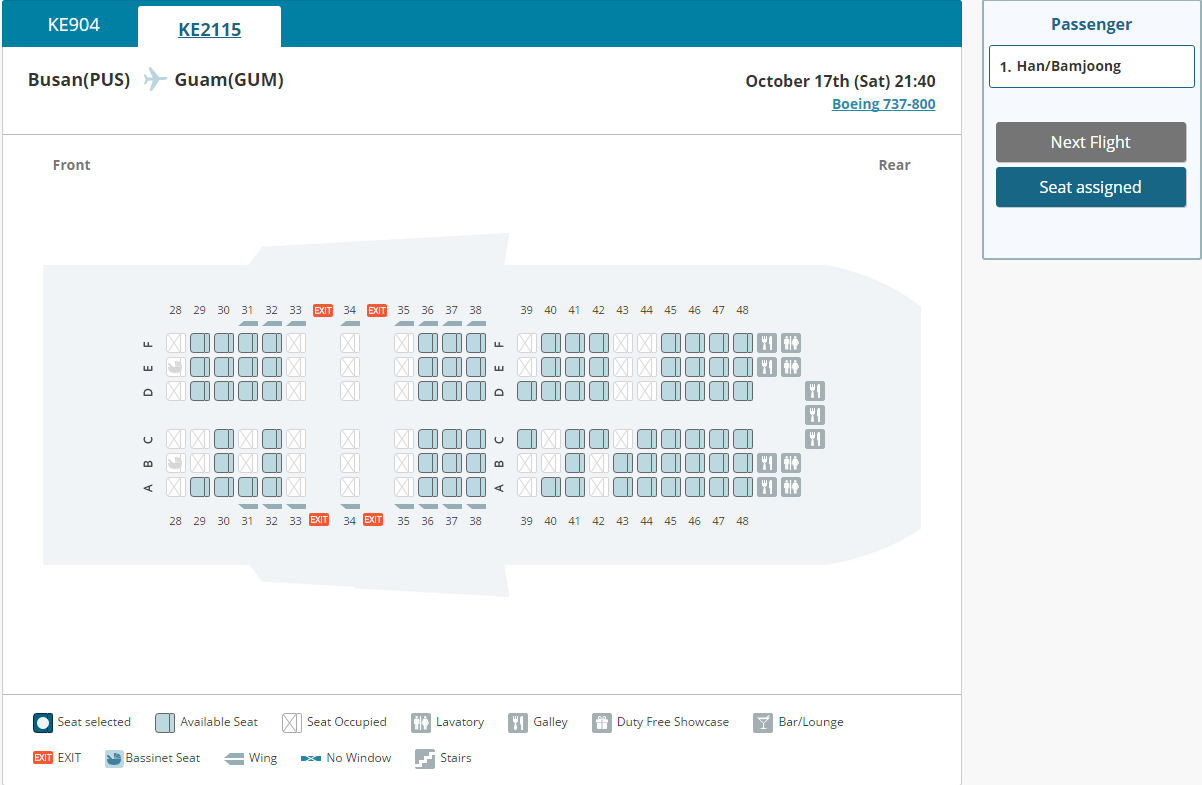 KE904 KE2115
Passenger
1. Han/Bamjoong
Next Flight
Seat assigned
Busan(PUS) Guam(GUM)
October 17th (Sat) 21:40
Boeing 737-800
Front Rear
28 29 30 31 32 33 EXIT 34 EXIT 35 36 37 38 39 40 41 42 43 44 45 46 47 48
F F
E E
D D
C C
B B
A A
28 29 30 31 32 33 EXIT 34 EXIT 35 36 37 38 39 40 41 42 43 44 45 46 47 48
Seat selected Available Seat Seat Occupied Lavatory Galley Duty Free Showcase Bar/Lounge
EXIT EXIT Bassinet Seat Wing No Window Stairs